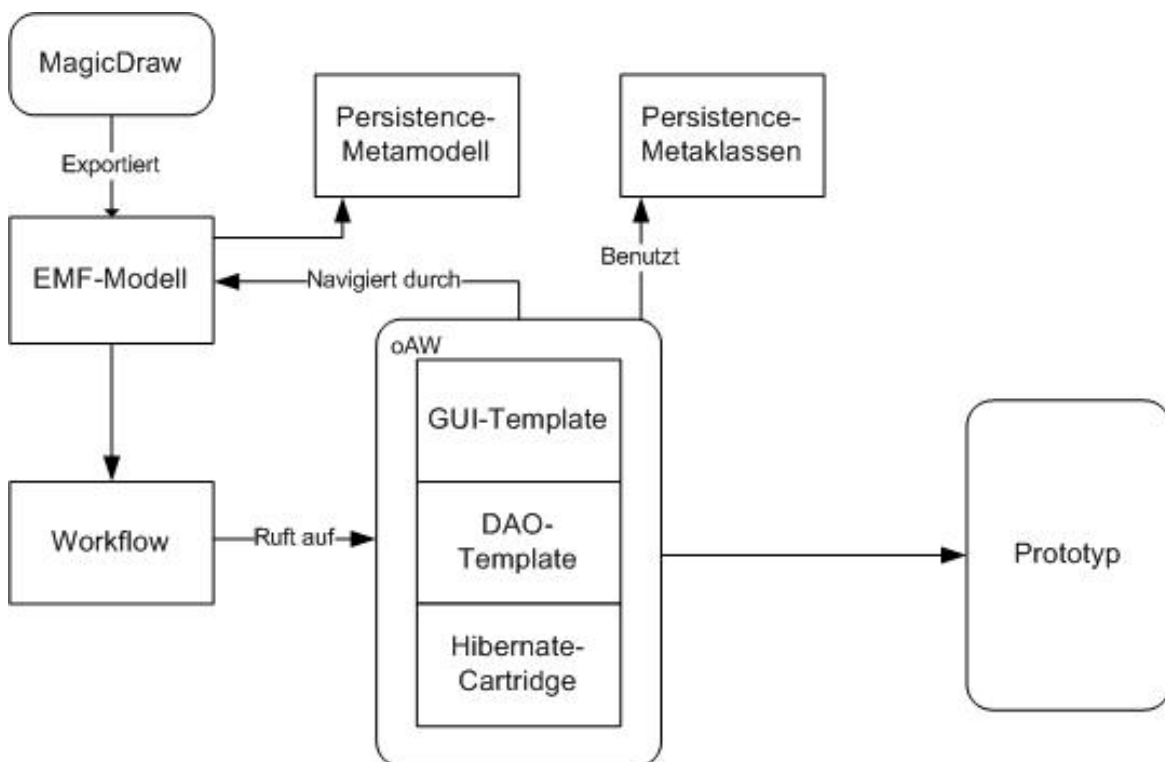 MagicDraw
Exportiert
Persistence-
Metamodell
Persistence-
Metaklassen
EMF-Modell
Navigiert durch
Benutzt
oAW
GUI-Template
Workflow
Ruft auf
DAO-
Template
Hibernate-
Cartridge
Prototyp